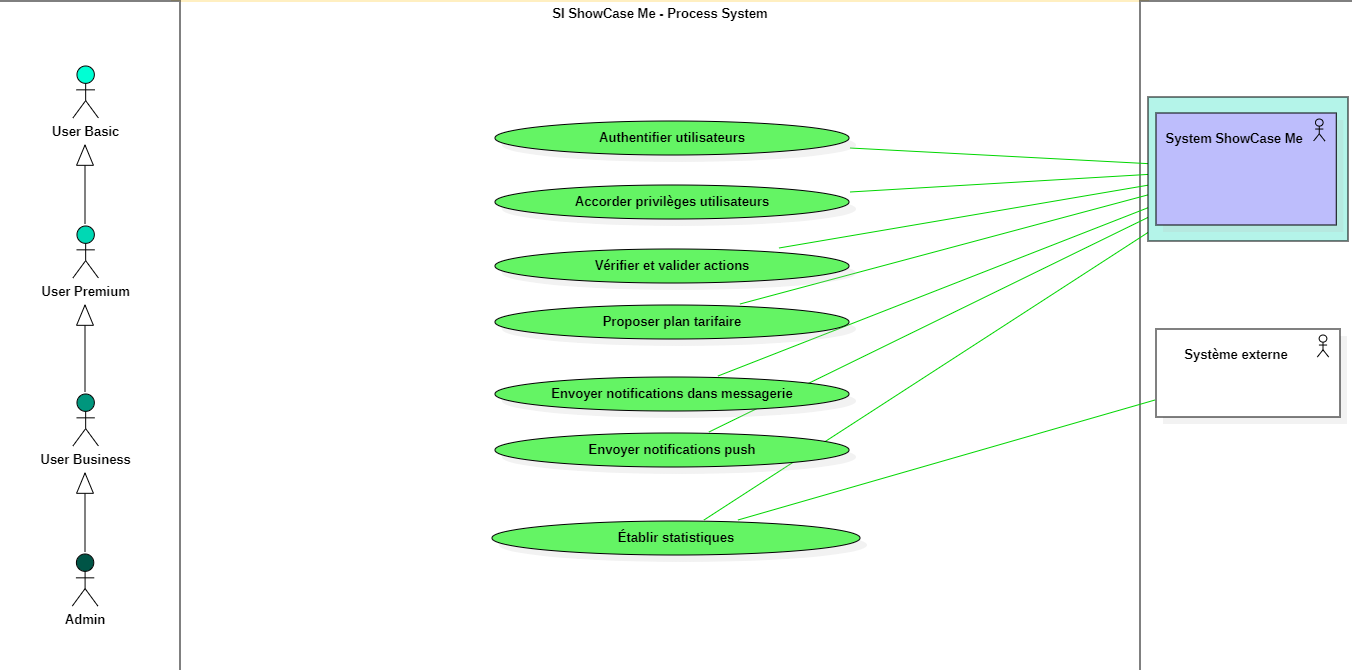 SI ShowCase Me - Process System
User Basic
User Premium
User Business
Admin
Authentifier utilisateurs
Accorder privilèges utilisateurs
Vérifier et valider actions
Proposer plan tarifaire
Envoyer notifications dans messagerie
Envoyer notifications push
Établir statistiques
System ShowCase Me
Système externe